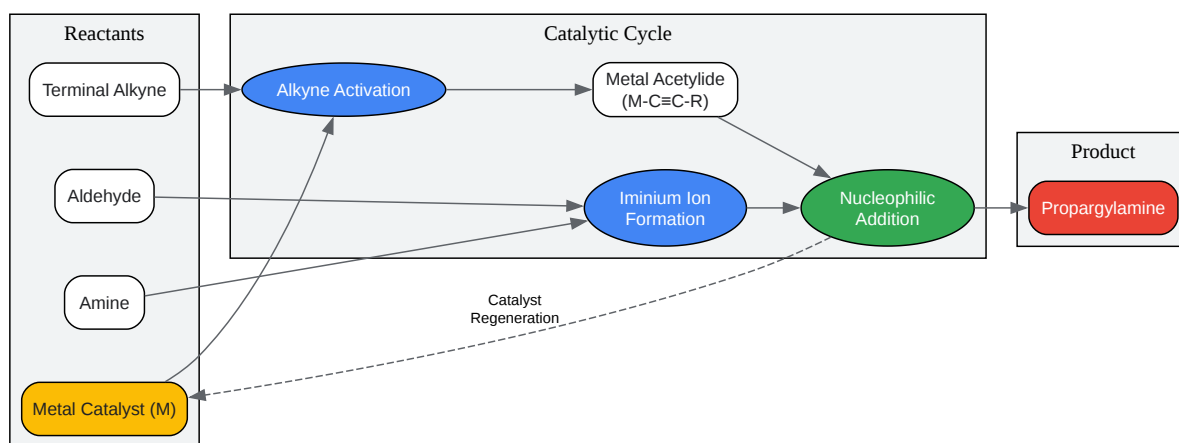 Reactants
Terminal Alkyne
Aldehyde
Amine
Metal Catalyst (M)
Catalytic Cycle
Alkyne Activation
Metal Acetylide
(M-C≡C-R)
Iminium Ion
Formation
Nucleophilic
Addition
Catalyst
Regeneration
Product
Propargylamine